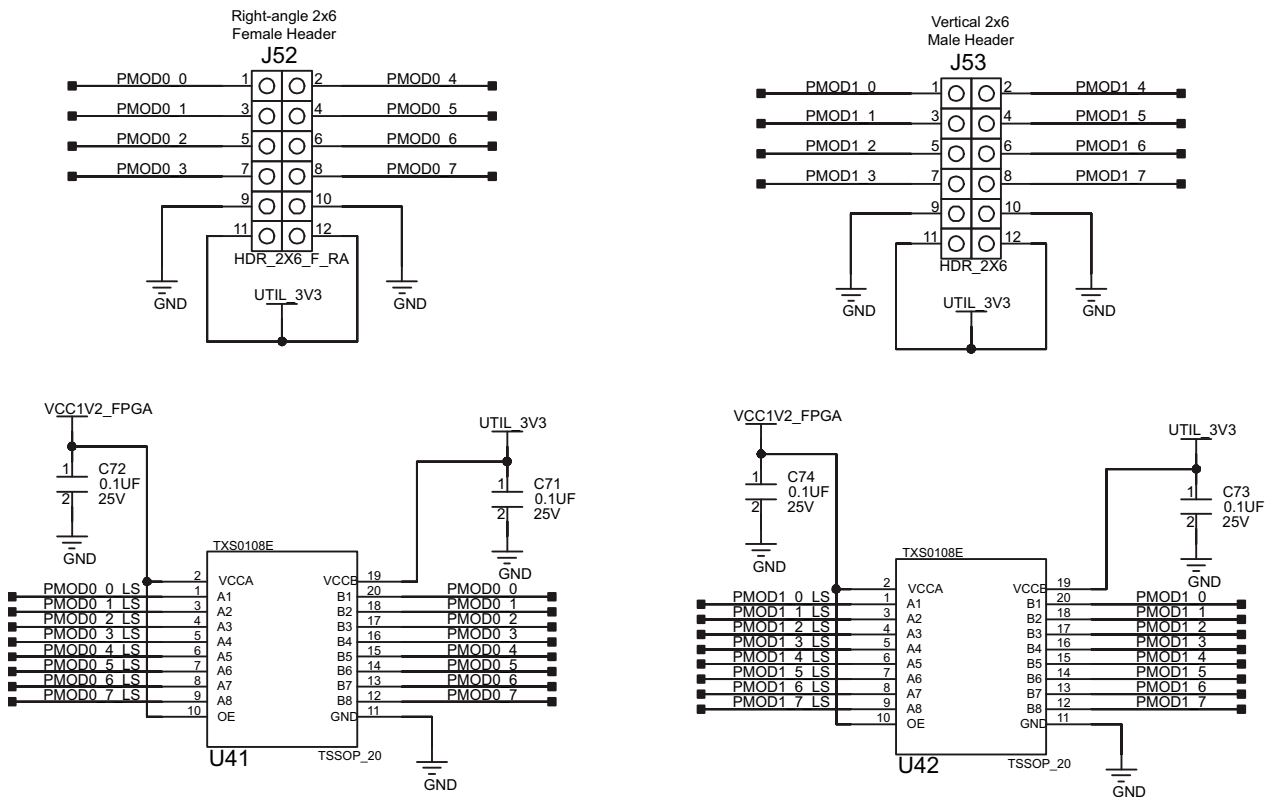 Right-angle 2x6
Female Header
J52
PMOD0_0 1 2 PMOD0_4
PMOD0_1 3 4 PMOD0_5
PMOD0_2 5 6 PMOD0_6
PMOD0_3 7 8 PMOD0_7
9 10
11 12
HDR_2X6_F_RA
UTIL_3V3
GND GND
Vertical 2x6
Male Header
J53
PMOD1_0 1 2 PMOD1_4
PMOD1_1 3 4 PMOD1_5
PMOD1_2 5 6 PMOD1_6
PMOD1_3 7 8 PMOD1_7
9 10
11 12
HDR_2X6
UTIL_3V3
GND GND
VCC1V2_FPGA
1 C72
0.1UF
2 25V
GND
UTIL_3V3
1 C71
0.1UF
2 25V
GND
TXS0108E
2 VCCA VCCB 19
PMOD0_0_LS 1 A1 B1 20 PMOD0_0
PMOD0_1_LS 3 A2 B2 18 PMOD0_1
PMOD0_2_LS 4 A3 B3 17 PMOD0_2
PMOD0_3_LS 5 A4 B4 16 PMOD0_3
PMOD0_4_LS 6 A5 B5 15 PMOD0_4
PMOD0_5_LS 7 A6 B6 14 PMOD0_5
PMOD0_6_LS 8 A7 B7 13 PMOD0_6
PMOD0_7_LS 9 A8 B8 12 PMOD0_7
10 OE GND 11
U41 TSSOP_20
GND
VCC1V2_FPGA
1 C74
0.1UF
2 25V
GND
UTIL_3V3
1 C73
0.1UF
2 25V
GND
TXS0108E
2 VCCA VCCB 19
PMOD1_0_LS 1 A1 B1 20 PMOD1_0
PMOD1_1_LS 3 A2 B2 18 PMOD1_1
PMOD1_2_LS 4 A3 B3 17 PMOD1_2
PMOD1_3_LS 5 A4 B4 16 PMOD1_3
PMOD1_4_LS 6 A5 B5 15 PMOD1_4
PMOD1_5_LS 7 A6 B6 14 PMOD1_5
PMOD1_6_LS 8 A7 B7 13 PMOD1_6
PMOD1_7_LS 9 A8 B8 12 PMOD1_7
10 OE GND 11
U42 TSSOP_20
GND